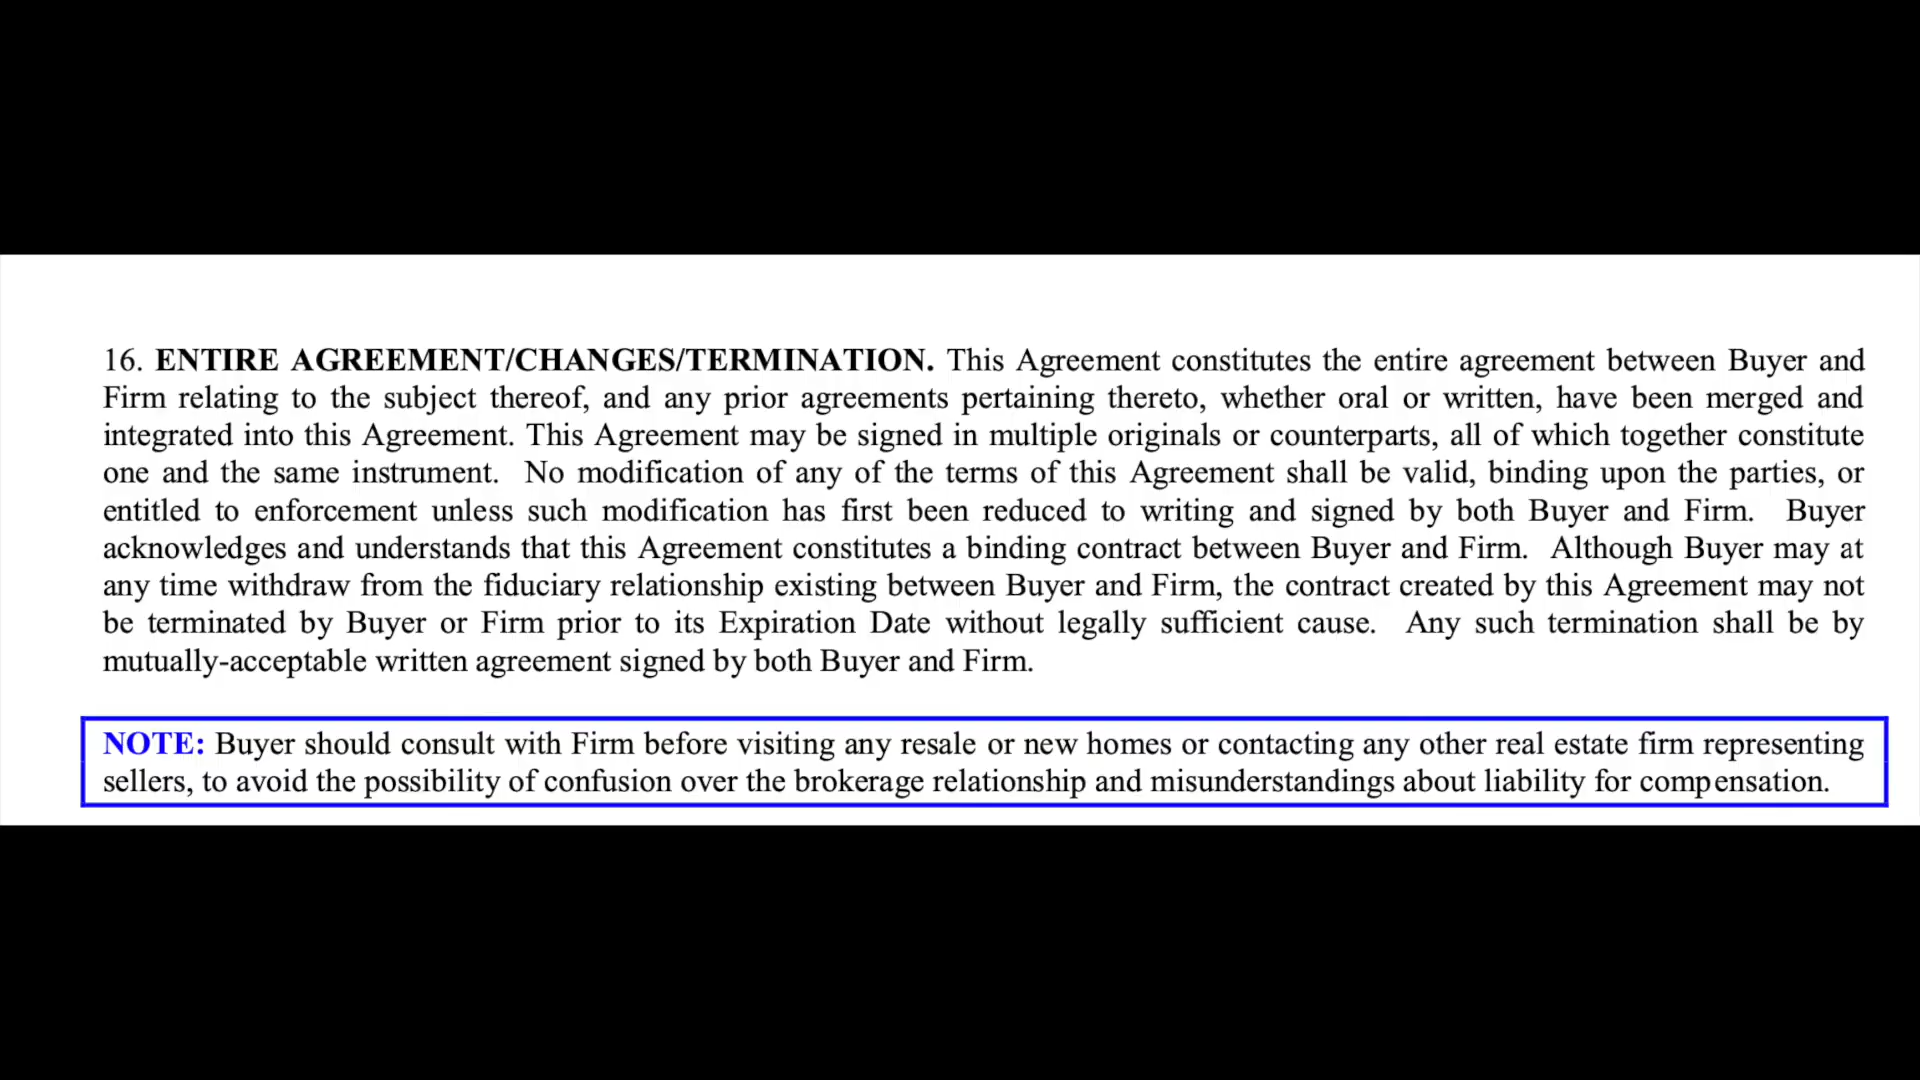 16. ENTIRE AGREEMENT/CHANGES/TERMINATION. This Agreement constitutes the entire agreement between Buyer and
Firm relating to the subject thereof, and any prior agreements pertaining thereto, whether oral or written, have been merged and
integrated into this Agreement. This Agreement may be signed in multiple originals or counterparts, all of which together constitute
one and the same instrument. No modification of any of the terms of this Agreement shall be valid, binding upon the parties, or
entitled to enforcement unless such modification has first been reduced to writing and signed by both Buyer and Firm. Buyer
acknowledges and understands that this Agreement constitutes a binding contract between Buyer and Firm. Although Buyer may at
any time withdraw from the fiduciary relationship existing between Buyer and Firm, the contract created by this Agreement may not
be terminated by Buyer or Firm prior to its Expiration Date without legally sufficient cause. Any such termination shall be by
mutually-acceptable written agreement signed by both Buyer and Firm.
NOTE: Buyer should consult with Firm before visiting any resale or new homes or contacting any other real estate firm representing
sellers, to avoid the possibility of confusion over the brokerage relationship and misunderstandings about liability for compensation.